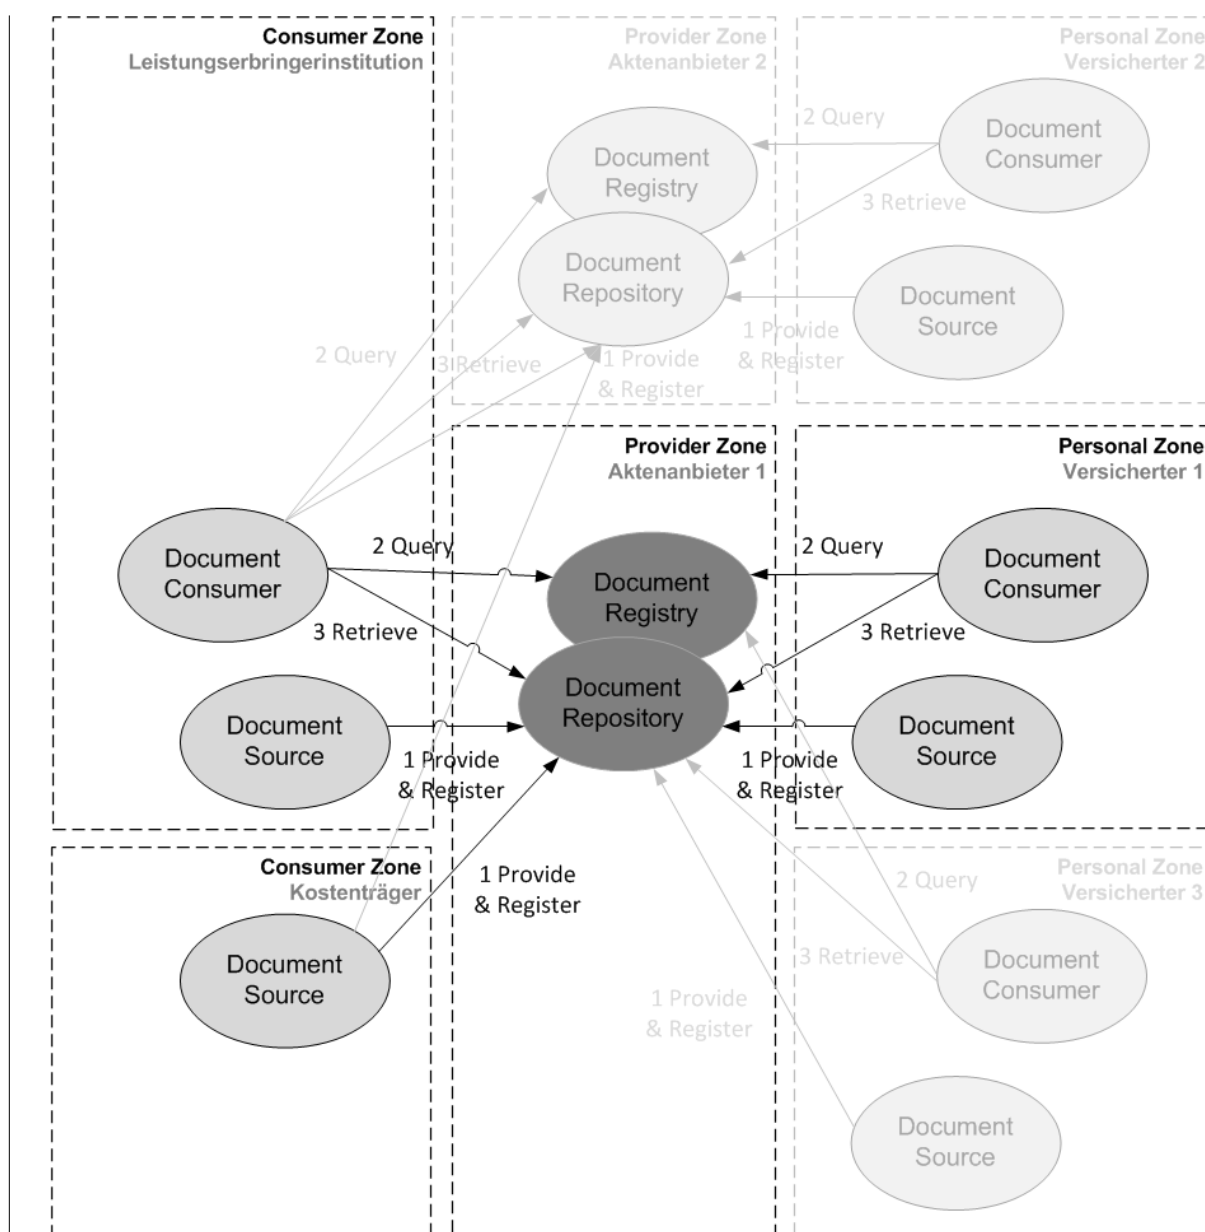 Consumer Zone
Leistungserbringerinstitution
Provider Zone
Aktenanbieter 2
Personal Zone
Versicherter 2
Document
Registry
Document
Repository
2 Query
Document
Consumer
3 Retrieve
Document
Source
1 Provide
& Register
2 Query
3 Retrieve
1 Provide
& Register
Provider Zone
Aktenanbieter 1
Personal Zone
Versicherter 1
Document
Consumer
2 Query
3 Retrieve
Document
Registry
Document
Repository
2 Query
3 Retrieve
Document
Consumer
Document
Source
1 Provide
& Register
1 Provide
& Register
Document
Source
Consumer Zone
Kostenträger
Document
Source
1 Provide
& Register
Personal Zone
Versicherter 3
2 Query
3 Retrieve
Document
Consumer
1 Provide
& Register
Document
Source